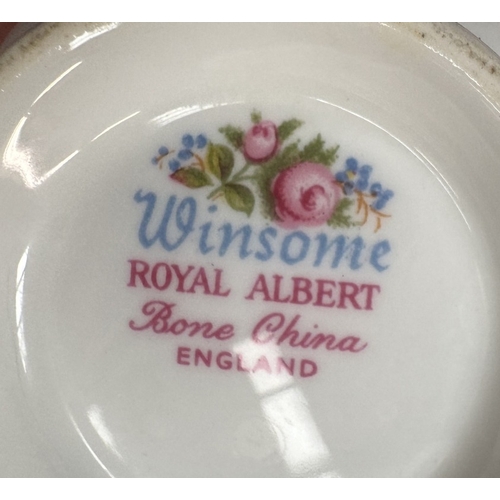 Winsome
ROYAL ALBERT
Bone China
ENGLAND